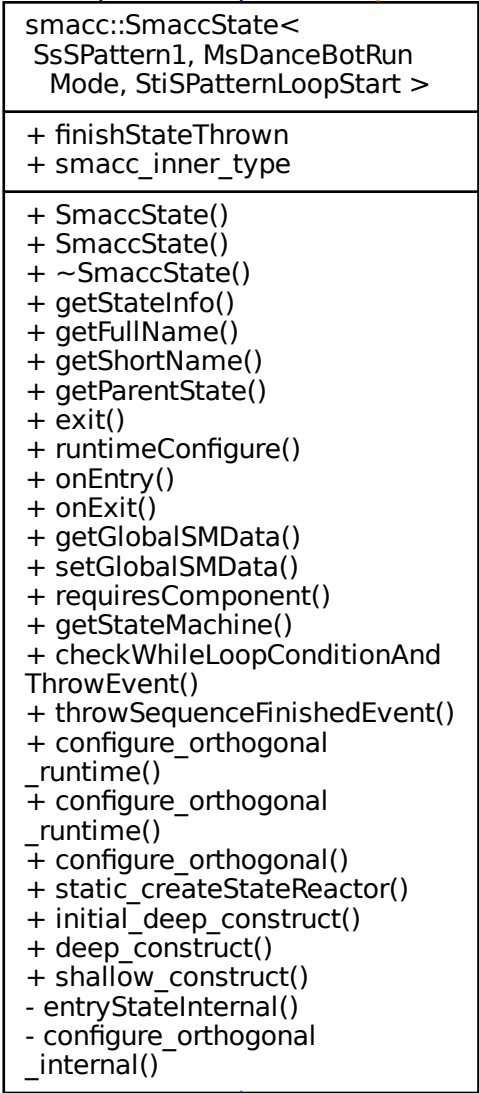 smacc::SmaccState<
SsSPattern1, MsDanceBotRun
Mode, StiSPatternLoopStart >
+ finishStateThrown
+ smacc_inner_type
+ SmaccState()
+ SmaccState()
+ ~SmaccState()
+ getStateInfo()
+ getFullName()
+ getShortName()
+ getParentState()
+ exit()
+ runtimeConfigure()
+ onEntry()
+ onExit()
+ getGlobalSMData()
+ setGlobalSMData()
+ requiresComponent()
+ getStateMachine()
+ checkWhileLoopConditionAnd
ThrowEvent()
+ throwSequenceFinishedEvent()
+ configure_orthogonal
_runtime()
+ configure_orthogonal
_runtime()
+ configure_orthogonal()
+ static_createStateReactor()
+ initial_deep_construct()
+ deep_construct()
+ shallow_construct()
- entryStateInternal()
- configure_orthogonal
_internal()